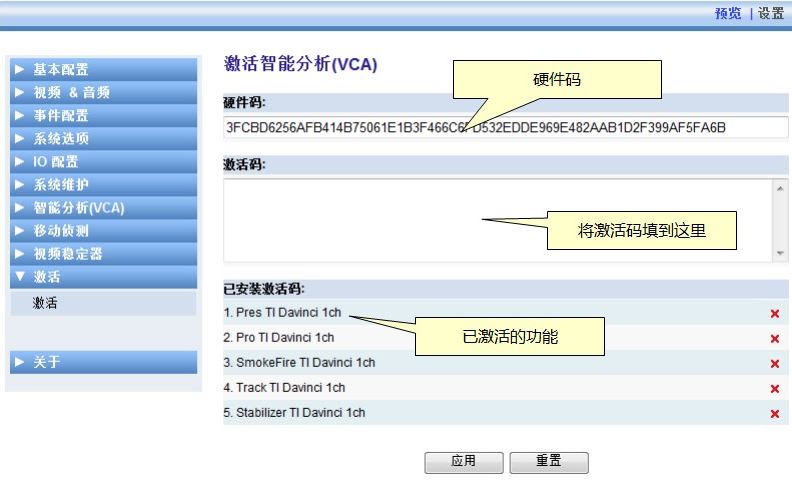 预览 | 设置
基本配置
视频 & 音频
事件配置
系统选项
IO 配置
系统维护
智能分析(VCA)
移动侦测
视频稳定器
激活
激活
关于
激活智能分析(VCA)
硬件码
硬件码:
3FCBD6256AFB414B75061E1B3F466C6FD532EDDE969E482AAB1D2F399AF5FA6B
激活码:
将激活码填到这里
已安装激活码:
1. Pres TI Davinci 1ch
2. Pro TI Davinci 1ch
已激活的功能
3. SmokeFire TI Davinci 1ch
4. Track TI Davinci 1ch
5. Stabilizer TI Davinci 1ch
应用
重置